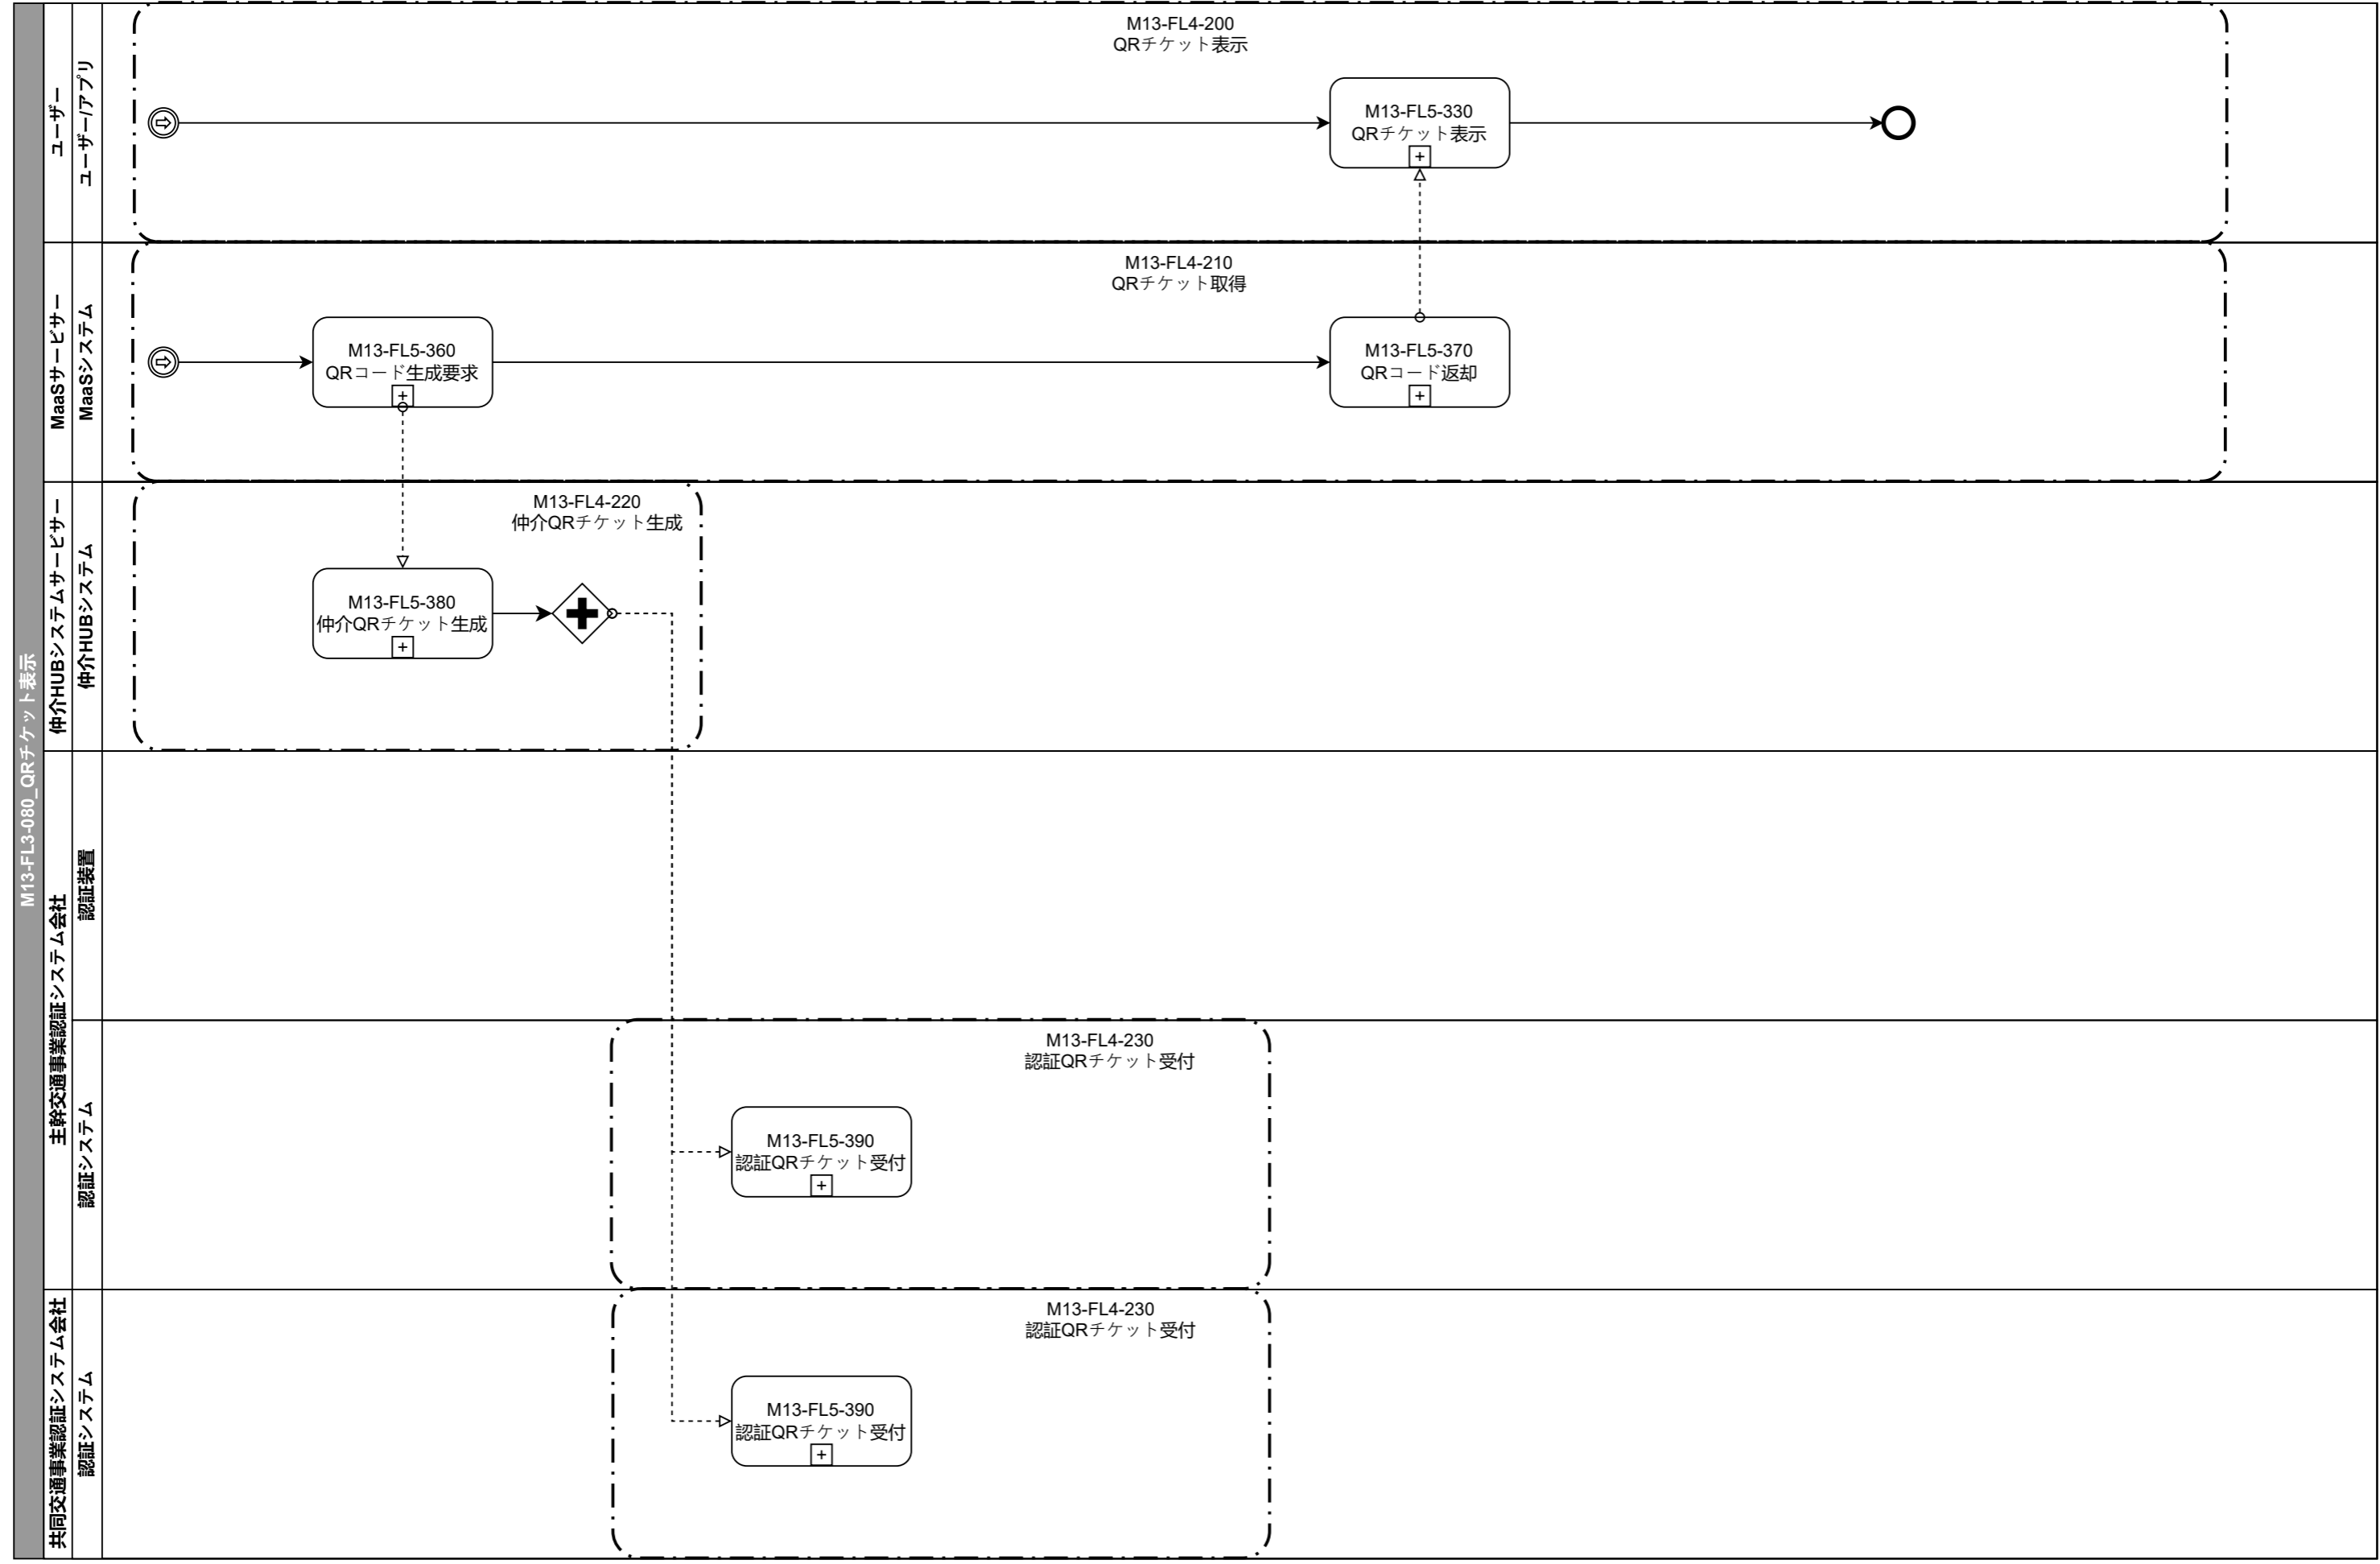 M13-FL3-080_QRチケット表示
ユーザー
ユーザー/アプリ
M13-FL4-200
QRチケット表示
M13-FL5-330
QRチケット表示
MaaSサービサー
MaaSシステム
M13-FL4-210
QRチケット取得
M13-FL5-360
QRコード生成要求
M13-FL5-370
QRコード返却
仲介HUBシステムサービサー
仲介HUBシステム
M13-FL4-220
仲介QRチケット生成
M13-FL5-380
仲介QRチケット生成
主幹交通事業認証システム会社
認証装置
認証システム
M13-FL4-230
認証QRチケット受付
M13-FL5-390
認証QRチケット受付
共同交通事業認証システム会社
認証システム
M13-FL4-230
認証QRチケット受付
M13-FL5-390
認証QRチケット受付